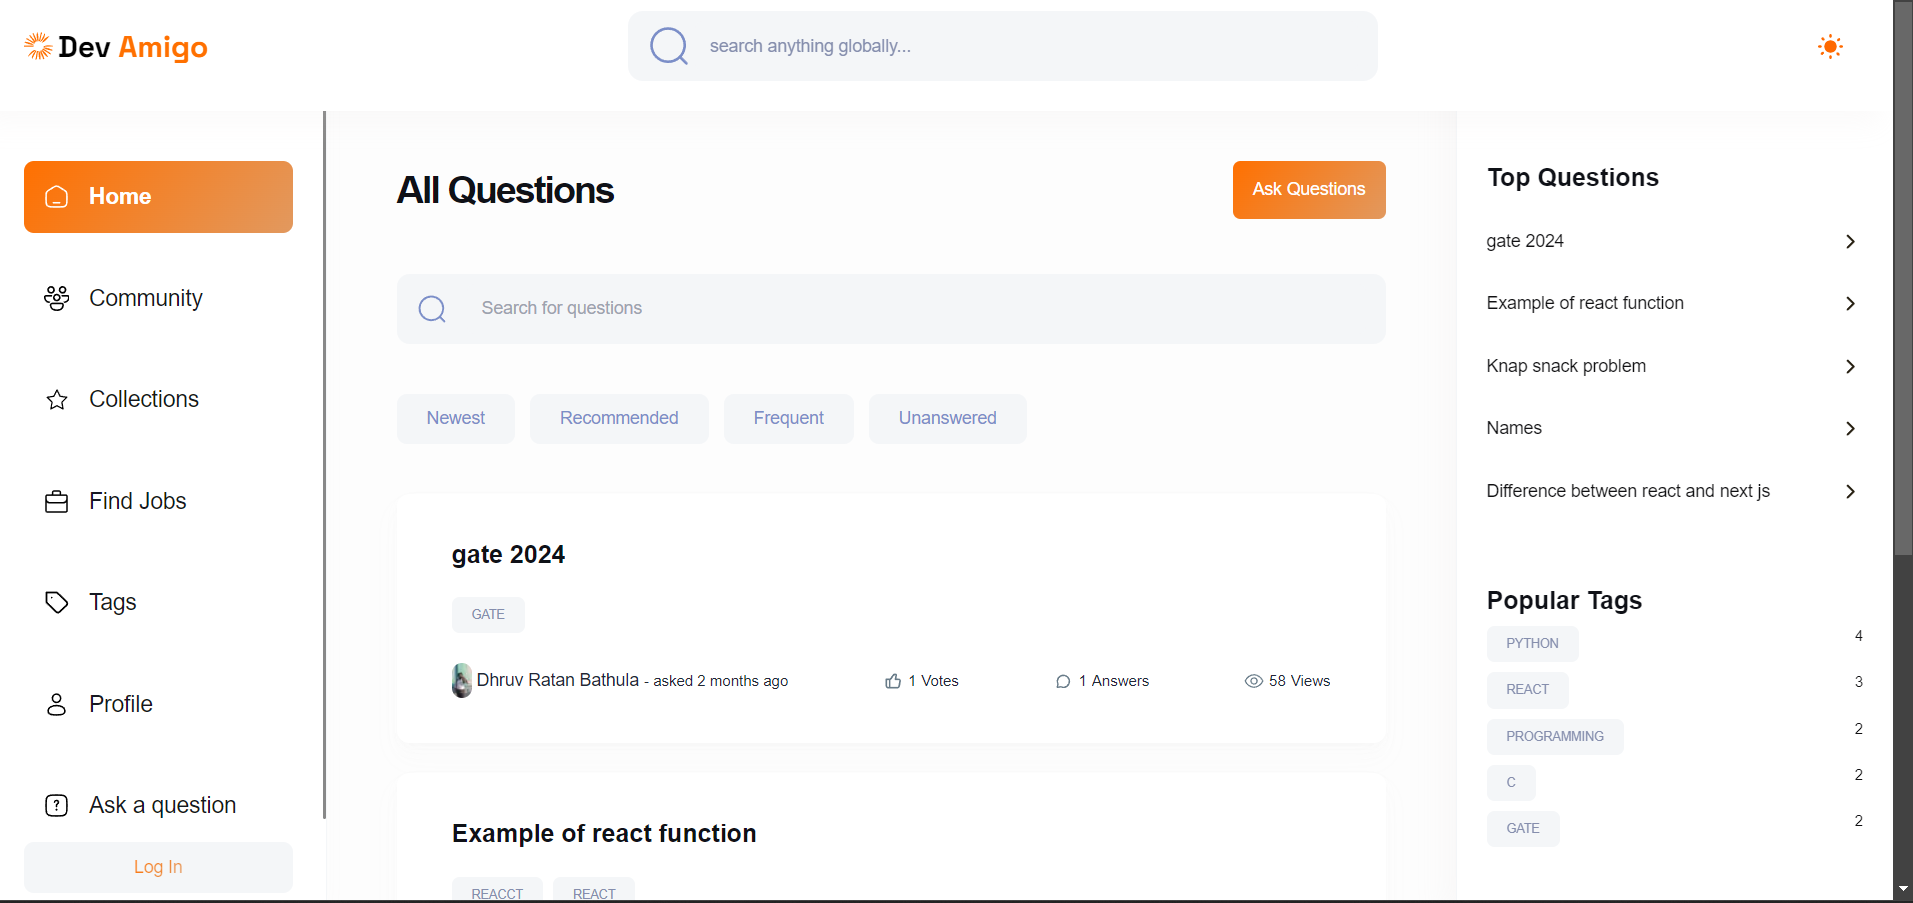 Dev Amigo
search anything globally...
Home
Community
Collections
Find Jobs
Tags
Profile
Ask a question
Log In
All Questions
Ask Questions
Search for questions
Newest
Recommended
Frequent
Unanswered
gate 2024
GATE
Dhruv Ratan Bathula - asked 2 months ago
1 Votes
1 Answers
58 Views
Example of react function
REACCT
REACT
Top Questions
gate 2024
Example of react function
Knap snack problem
Names
Difference between react and next js
Popular Tags
PYTHON 4
REACT 3
PROGRAMMING 2
C 2
GATE 2